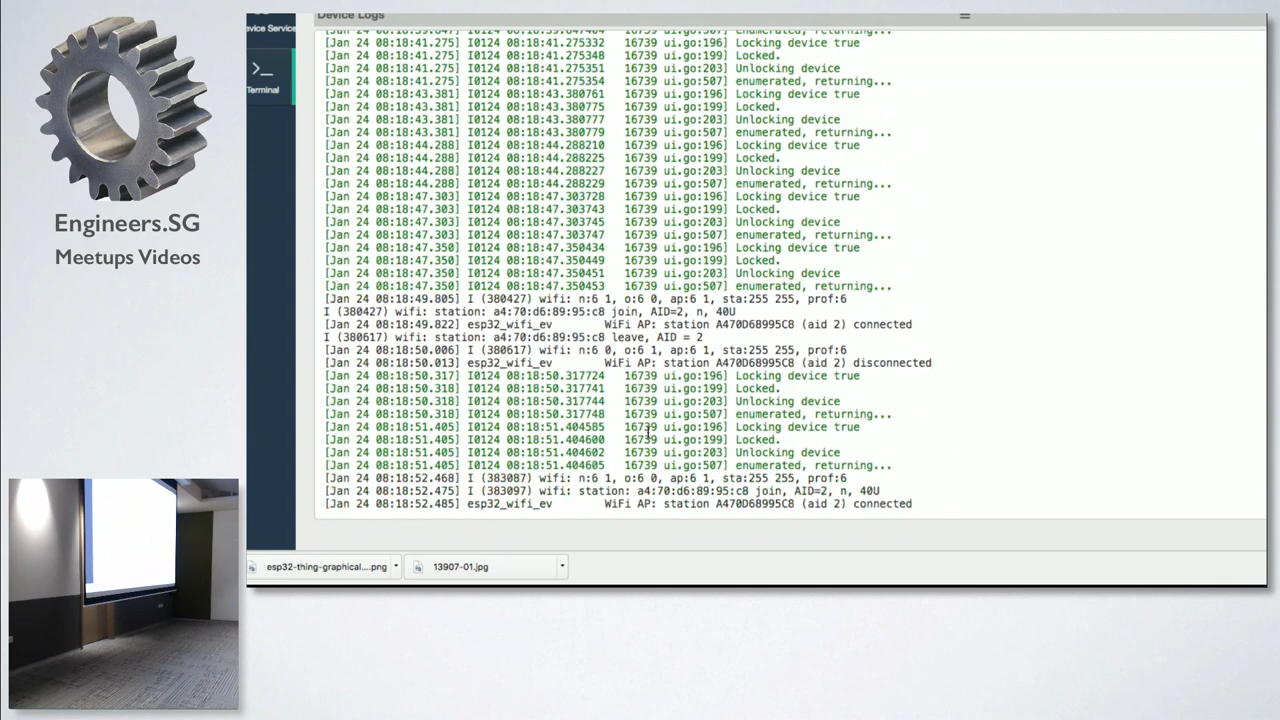 Engineers.SG
Meetups Videos
evice Service
Terminal
Device Logs
enumerated, returning...
[Jan 24 08:18:41.275] I0124 08:18:41.275332   16739 ui.go:196] Locking device true
[Jan 24 08:18:41.275] I0124 08:18:41.275348   16739 ui.go:199] Locked.
[Jan 24 08:18:41.275] I0124 08:18:41.275351   16739 ui.go:203] Unlocking device
[Jan 24 08:18:41.275] I0124 08:18:41.275354   16739 ui.go:507] enumerated, returning...
[Jan 24 08:18:43.381] I0124 08:18:43.380761   16739 ui.go:196] Locking device true
[Jan 24 08:18:43.381] I0124 08:18:43.380775   16739 ui.go:199] Locked.
[Jan 24 08:18:43.381] I0124 08:18:43.380777   16739 ui.go:203] Unlocking device
[Jan 24 08:18:43.381] I0124 08:18:43.380779   16739 ui.go:507] enumerated, returning...
[Jan 24 08:18:44.288] I0124 08:18:44.288210   16739 ui.go:196] Locking device true
[Jan 24 08:18:44.288] I0124 08:18:44.288225   16739 ui.go:199] Locked.
[Jan 24 08:18:44.288] I0124 08:18:44.288227   16739 ui.go:203] Unlocking device
[Jan 24 08:18:44.288] I0124 08:18:44.288229   16739 ui.go:507] enumerated, returning...
[Jan 24 08:18:47.303] I0124 08:18:47.303728   16739 ui.go:196] Locking device true
[Jan 24 08:18:47.303] I0124 08:18:47.303743   16739 ui.go:199] Locked.
[Jan 24 08:18:47.303] I0124 08:18:47.303745   16739 ui.go:203] Unlocking device
[Jan 24 08:18:47.303] I0124 08:18:47.303747   16739 ui.go:507] enumerated, returning...
[Jan 24 08:18:47.350] I0124 08:18:47.350434   16739 ui.go:196] Locking device true
[Jan 24 08:18:47.350] I0124 08:18:47.350449   16739 ui.go:199] Locked.
[Jan 24 08:18:47.350] I0124 08:18:47.350451   16739 ui.go:203] Unlocking device
[Jan 24 08:18:47.350] I0124 08:18:47.350453   16739 ui.go:507] enumerated, returning...
[Jan 24 08:18:49.805] I (380427) wifi: n:6 1, o:6 0, ap:6 1, sta:255 255, prof:6
I (380427) wifi: station: a4:70:d6:89:95:c8 join, AID=2, n, 40U
[Jan 24 08:18:49.822] esp32_wifi_ev        WiFi AP: station A470D68995C8 (aid 2) connected
I (380617) wifi: station: a4:70:d6:89:95:c8 leave, AID = 2
[Jan 24 08:18:50.006] I (380617) wifi: n:6 0, o:6 1, ap:6 1, sta:255 255, prof:6
[Jan 24 08:18:50.013] esp32_wifi_ev        WiFi AP: station A470D68995C8 (aid 2) disconnected
[Jan 24 08:18:50.317] I0124 08:18:50.317724   16739 ui.go:196] Locking device true
[Jan 24 08:18:50.318] I0124 08:18:50.317741   16739 ui.go:199] Locked.
[Jan 24 08:18:50.318] I0124 08:18:50.317744   16739 ui.go:203] Unlocking device
[Jan 24 08:18:50.318] I0124 08:18:50.317748   16739 ui.go:507] enumerated, returning...
[Jan 24 08:18:51.405] I0124 08:18:51.404585   16739 ui.go:196] Locking device true
[Jan 24 08:18:51.405] I0124 08:18:51.404600   16739 ui.go:199] Locked.
[Jan 24 08:18:51.405] I0124 08:18:51.404602   16739 ui.go:203] Unlocking device
[Jan 24 08:18:51.405] I0124 08:18:51.404605   16739 ui.go:507] enumerated, returning...
[Jan 24 08:18:52.468] I (383087) wifi: n:6 1, o:6 0, ap:6 1, sta:255 255, prof:6
[Jan 24 08:18:52.475] I (383097) wifi: station: a4:70:d6:89:95:c8 join, AID=2, n, 40U
[Jan 24 08:18:52.485] esp32_wifi_ev        WiFi AP: station A470D68995C8 (aid 2) connected
esp32-thing-graphical....png
13907-01.jpg